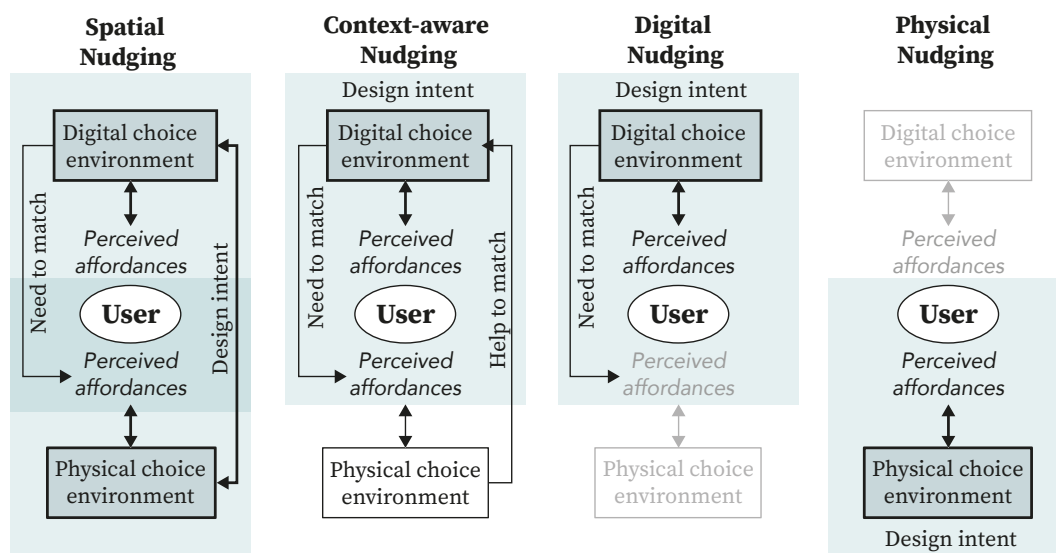 Spatial
Nudging
Digital choice
environment
Need to match
Perceived
affordances
User
Design intent
Perceived
affordances
Physical choice
environment
Context-aware
Nudging
Design intent
Digital choice
environment
Need to match
Perceived
affordances
User
Help to match
Perceived
affordances
Physical choice
environment
Digital
Nudging
Design intent
Digital choice
environment
Need to match
Perceived
affordances
User
Perceived
affordances
Physical choice
environment
Physical
Nudging
Digital choice
environment
Perceived
affordances
User
Perceived
affordances
Physical choice
environment
Design intent